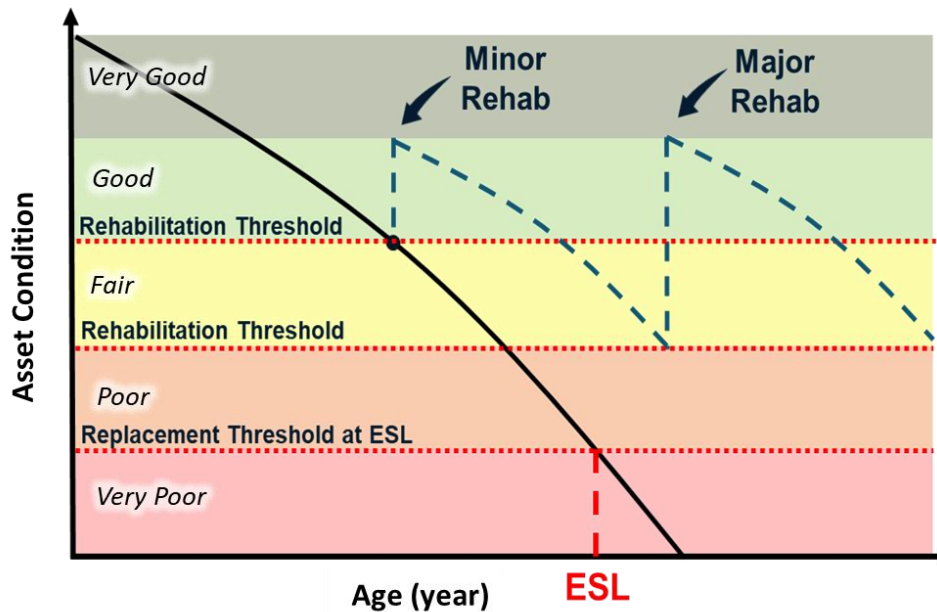 Very Good
Minor
Rehab
Major
Rehab
Good
Rehabilitation Threshold
Fair
Rehabilitation Threshold
Poor
Replacement Threshold at ESL
Very Poor
Asset Condition
Age (year)
ESL